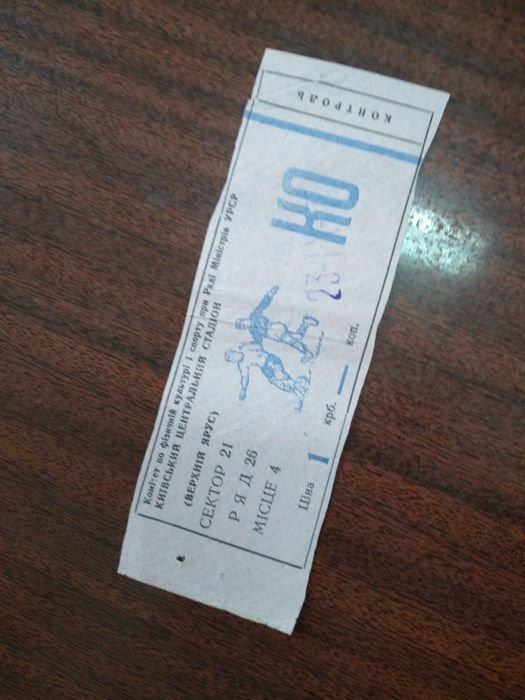 Комітет по фізичній культурі і спорту при Раді Міністрів УРСР
КИЇВСЬКИЙ ЦЕНТРАЛЬНИЙ СТАДІОН
(ВЕРХНІЙ ЯРУС)
СЕКТОР 21
РЯД 26
МІСЦЕ 4
Ціна 1 крб. — коп.
23
КО
КОНТРОЛЬ